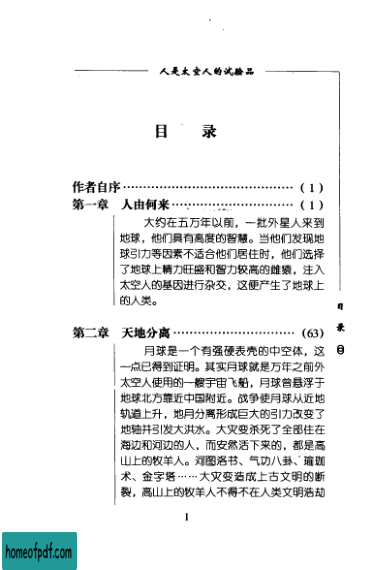 人是太空人的试验品
目 录
作者自序……………………………………(1)
第一章 人由何来…………………………(1)
大约在五万年以前，一批外星人来到
地球，他们具有高度的智慧。当他们发现地
球引力等因素不适合他们居住时，他们选择
了地球上精力旺盛和智力较高的雌猿，注入
太空人的基因进行杂交，这便产生了地球上
的人类。
第二章 天地分离…………………………(63)
月球是一个有强硬表壳的中空体，这
一点已得到证明。其实月球就是万年之前外
太空人使用的一艘宇宙飞船，月球曾悬浮于
地球北方靠近中国附近。战争使月球从近地
轨道上升，地月分离形成巨大的引力改变了
地轴并引发大洪水。大灾变杀死了全部住在
海边和河边的人，而安然活下来的，都是高
山上的牧羊人。河图洛书、气功八卦、瑜珈
术、金字塔……大灾变造成上古文明的断
裂，高山上的牧羊人不得不在人类文明浩劫
目
录
1
homeofpdf.com